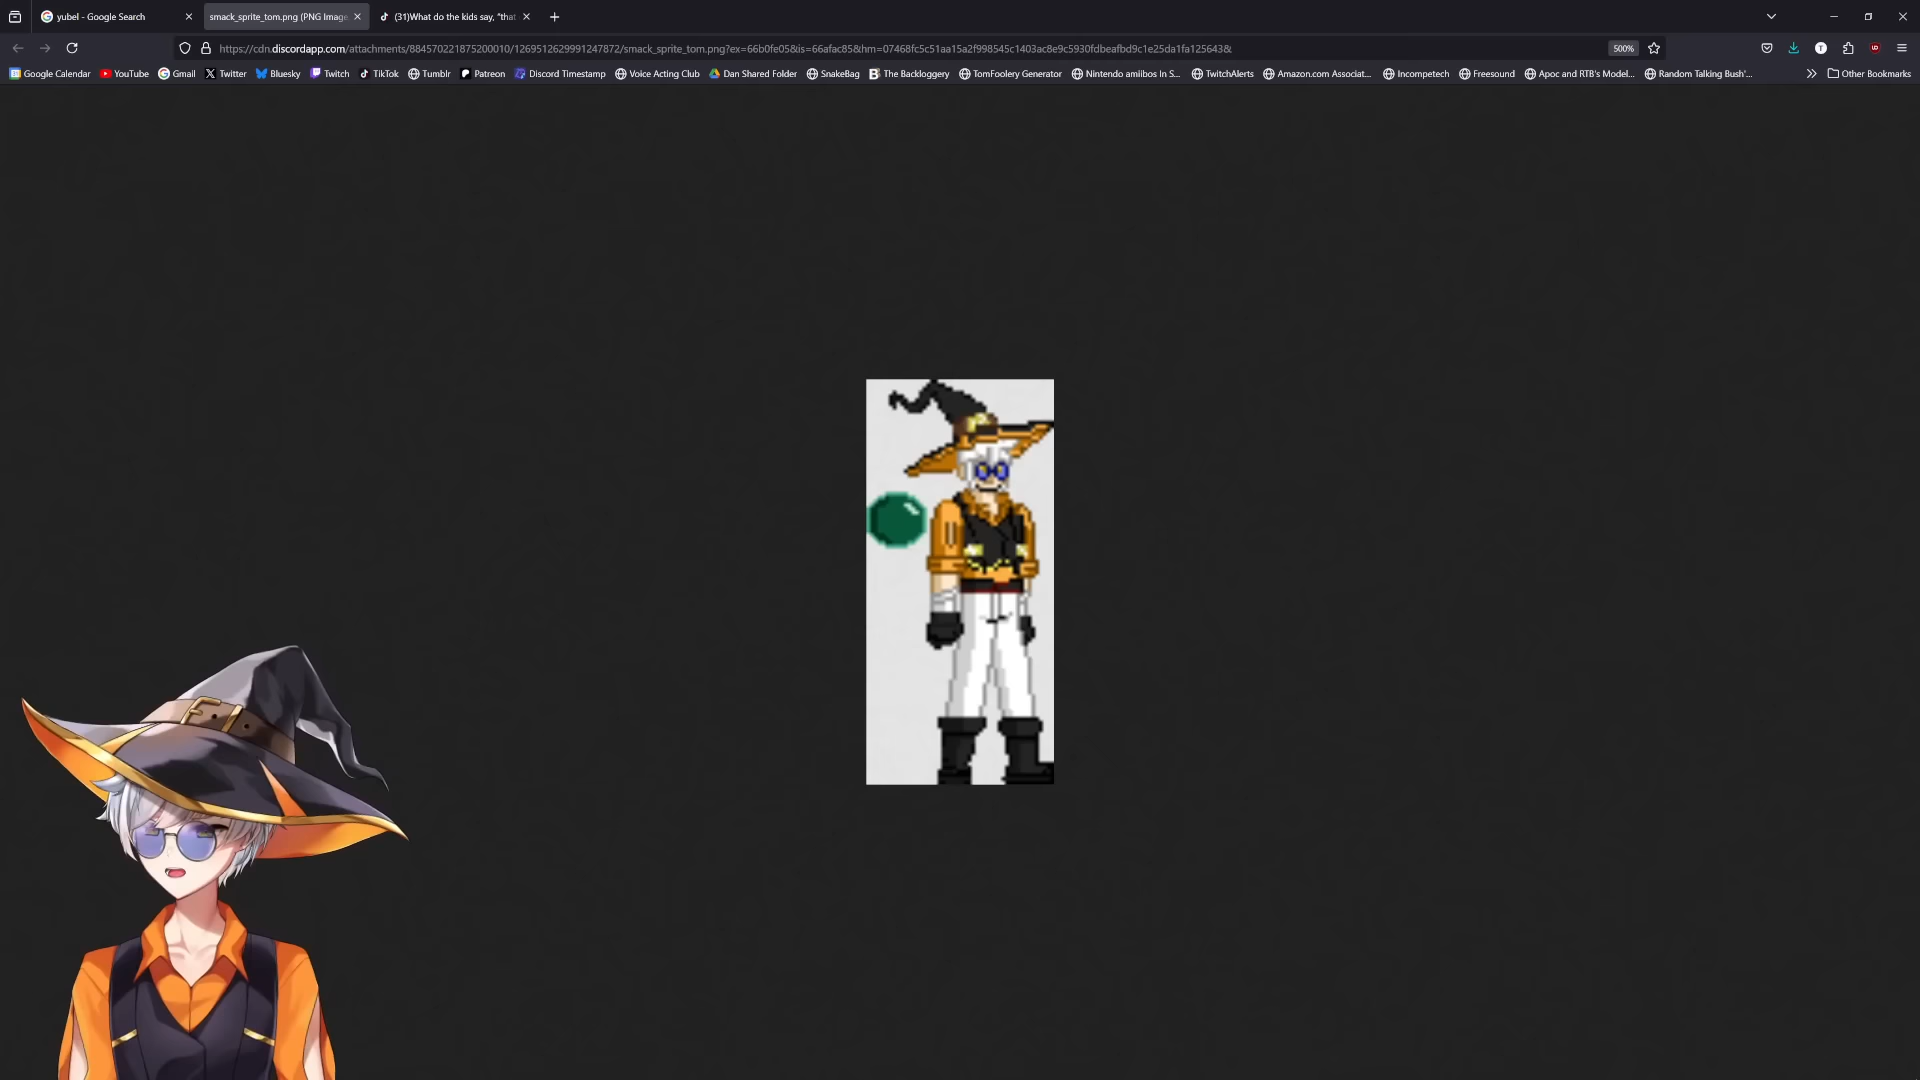 yubel - Google Search
smack_sprite_tom.png (PNG Image
(31)What do the kids say, "that
https://cdn.discordapp.com/attachments/884570221875200010/1269512629991247872/smack_sprite_tom.png?ex=66b0fe05&is=66afac85&hm=07468fc5c51aa15a2f998545c1403ac8e9c5930fdbeafbd9c1e25da1fa125643&
500%
Google Calendar
YouTube
Gmail
Twitter
Bluesky
Twitch
TikTok
Tumblr
Patreon
Discord Timestamp
Voice Acting Club
Dan Shared Folder
SnakeBag
The Backloggery
TomFoolery Generator
Nintendo amiibos In S...
TwitchAlerts
Amazon.com Associat...
Incompetech
Freesound
Apoc and RTB's Model...
Random Talking Bush'...
Other Bookmarks